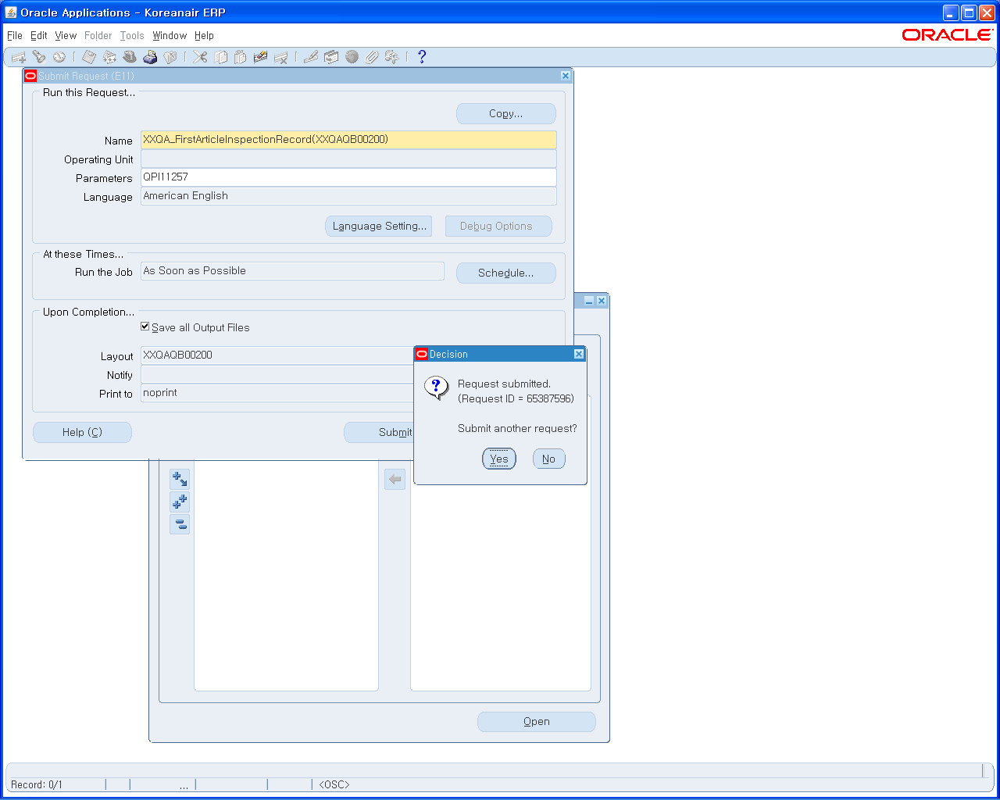 Oracle Applications - Koreanair ERP
File Edit View Folder Tools Window Help
ORACLE
Submit Request (E11)
Run this Request...
Copy...
Name XXQA_FirstArticleInspectionRecord(XXQAQB00200)
Operating Unit
Parameters QPI11257
Language American English
Language Setting... Debug Options
At these Times...
Run the Job As Soon as Possible Schedule...
Upon Completion...
Save all Output Files
Layout XXQAQB00200
Notify
Print to noprint
Help (C) Submit
Decision
Request submitted.
(Request ID = 65387596)
Submit another request?
Yes No
Open
Record: 0/1 ... <OSC>